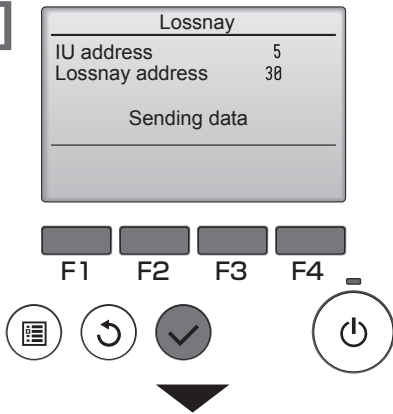 Lossnay
IU address 5
Lossnay address 30
Sending data
F1 F2 F3 F4